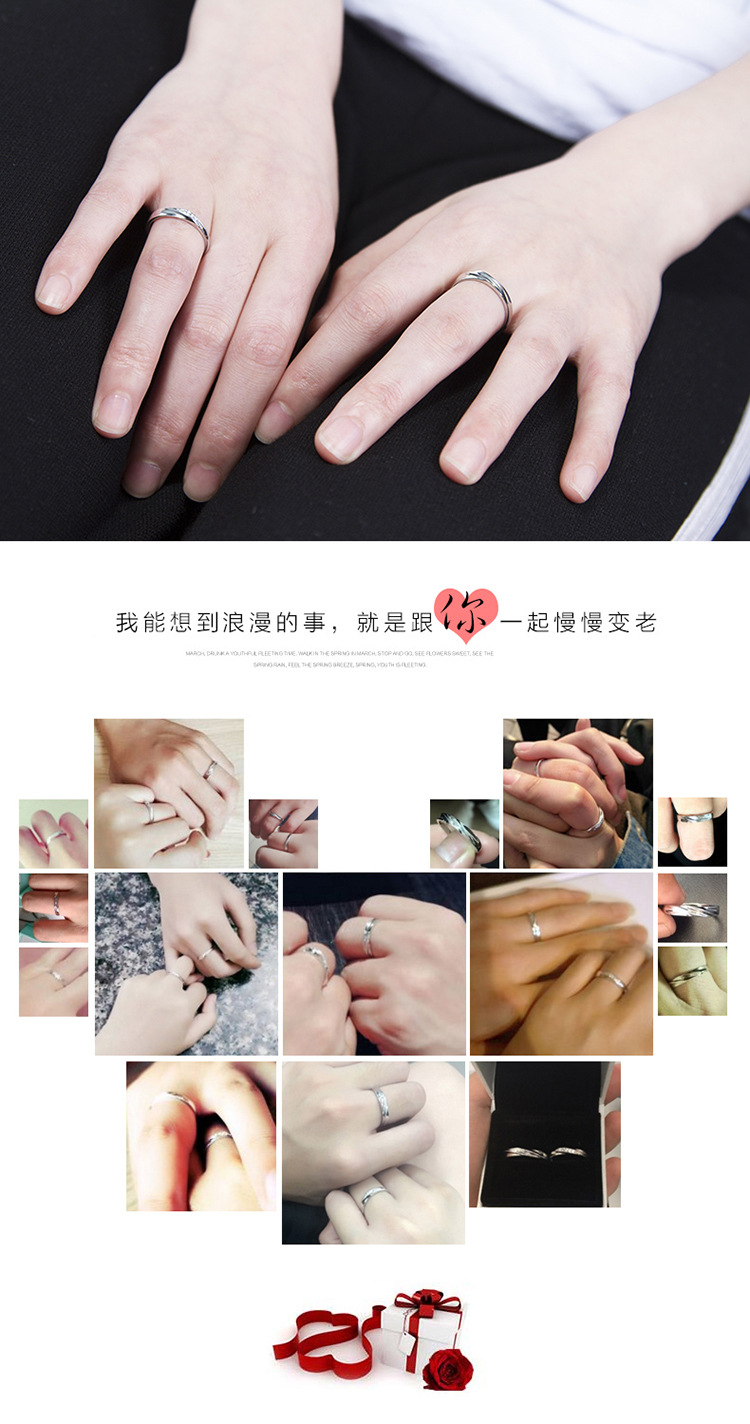 我能想到浪漫的事，就是跟你一起慢慢变老
MARCH, DRUNK A YOUTHFUL FLEETING TIME. WALK IN THE SPRING IN MARCH, STOP AND GO, SEE FLOWERS SWEET, SEE THE
SPRING RAIN, FEEL THE SPRING BREEZE, SPRING, YOUTH IS FLEETING.